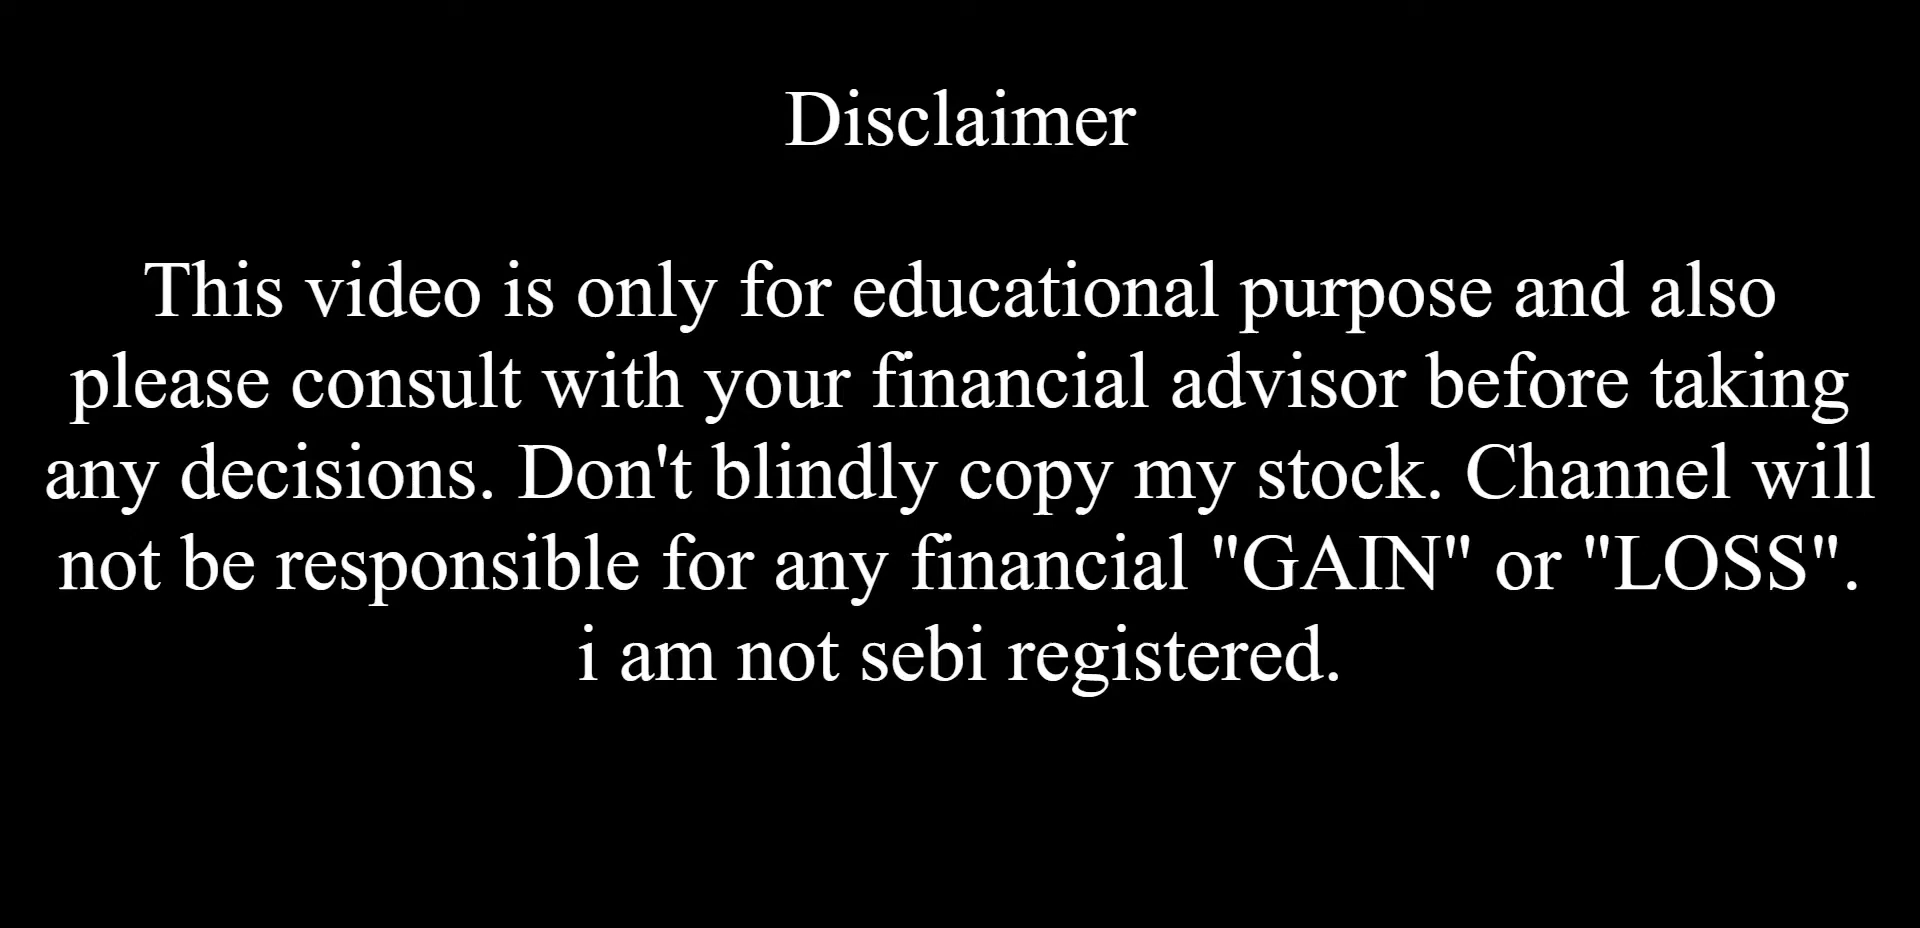 Disclaimer
This video is only for educational purpose and also
please consult with your financial advisor before taking
any decisions. Don't blindly copy my stock. Channel will
not be responsible for any financial "GAIN" or "LOSS".
i am not sebi registered.